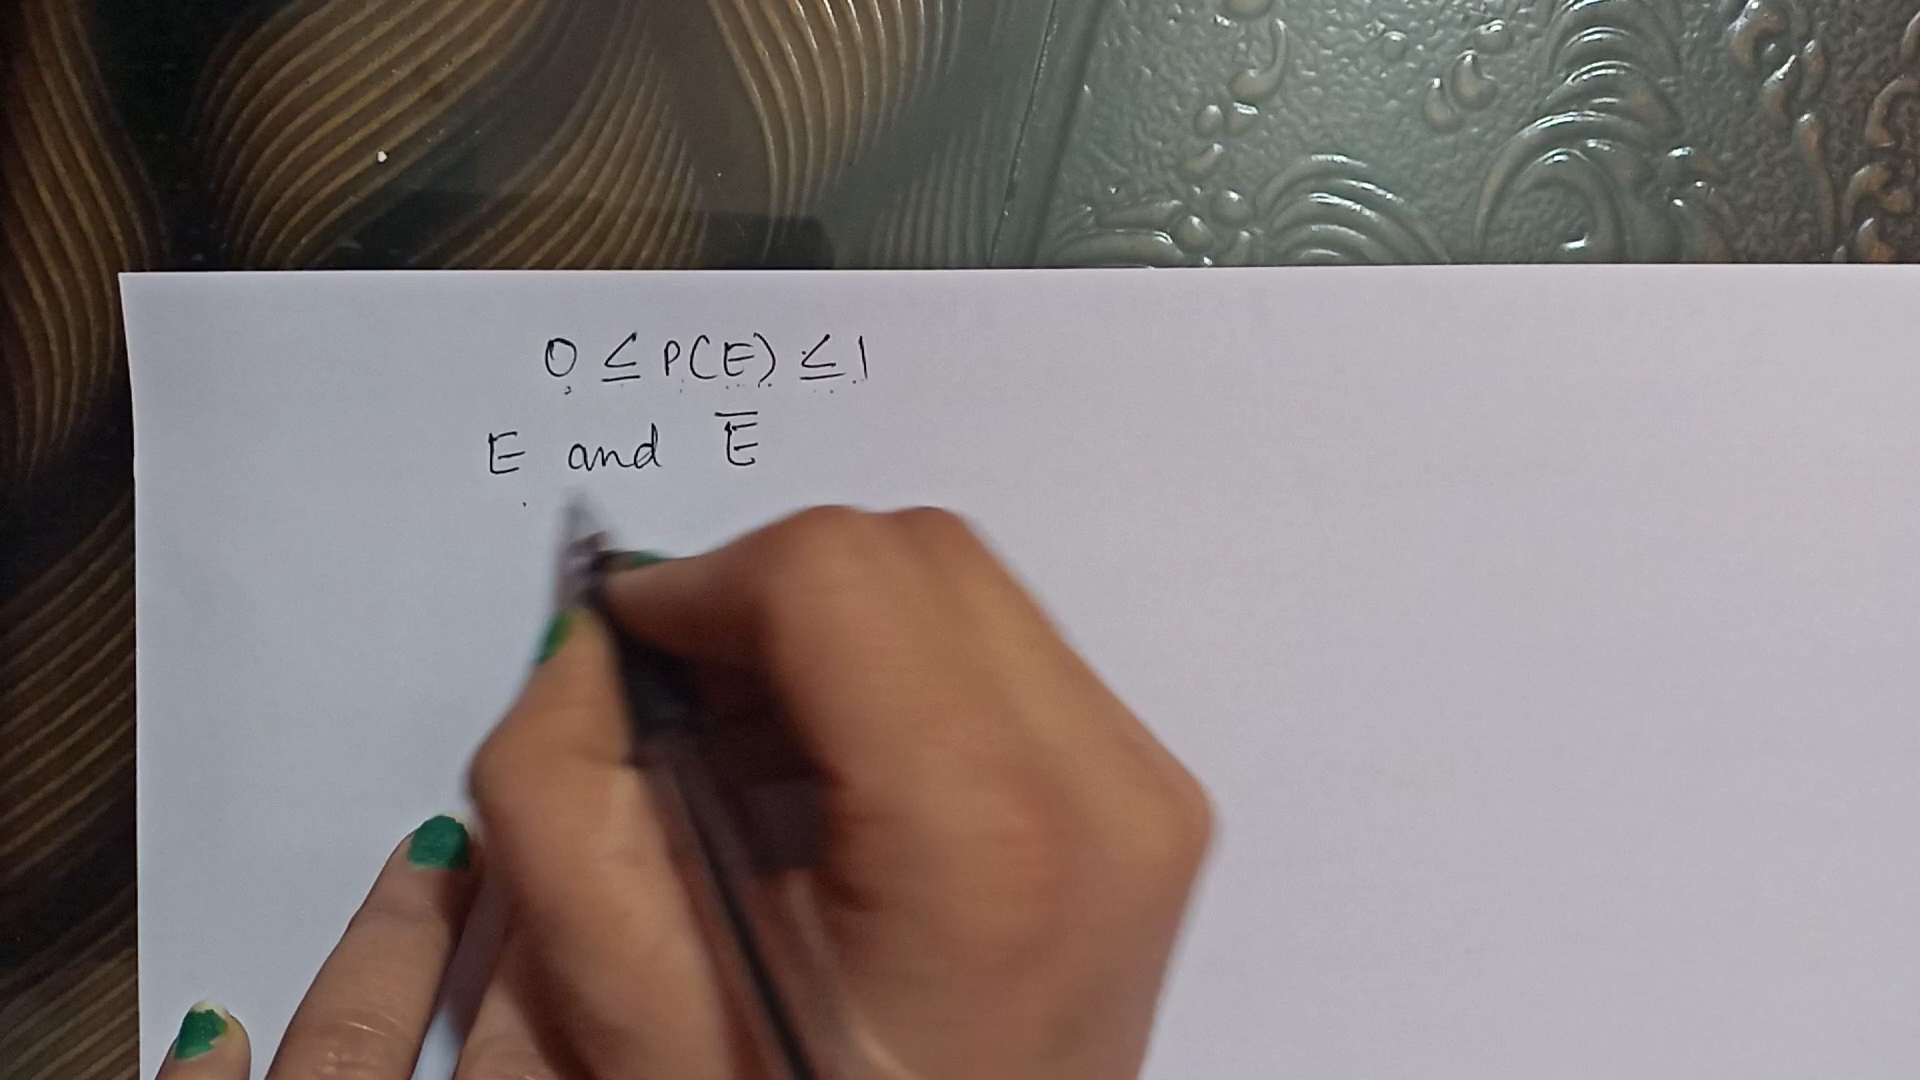 0 ≤ P(E) ≤ 1
E and E̅